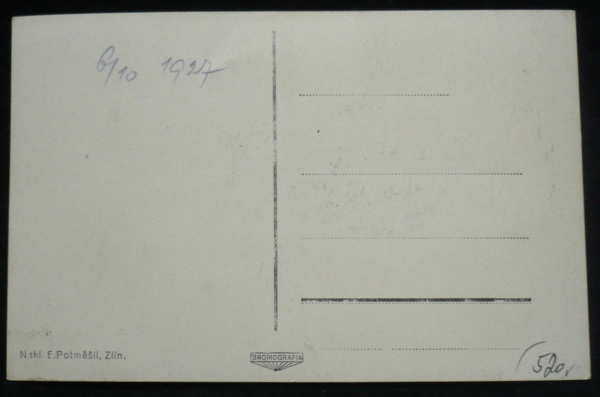 6/10 1927
Nakl. E.Potměšil, Zlín.
BROMOGRAFIA
520,